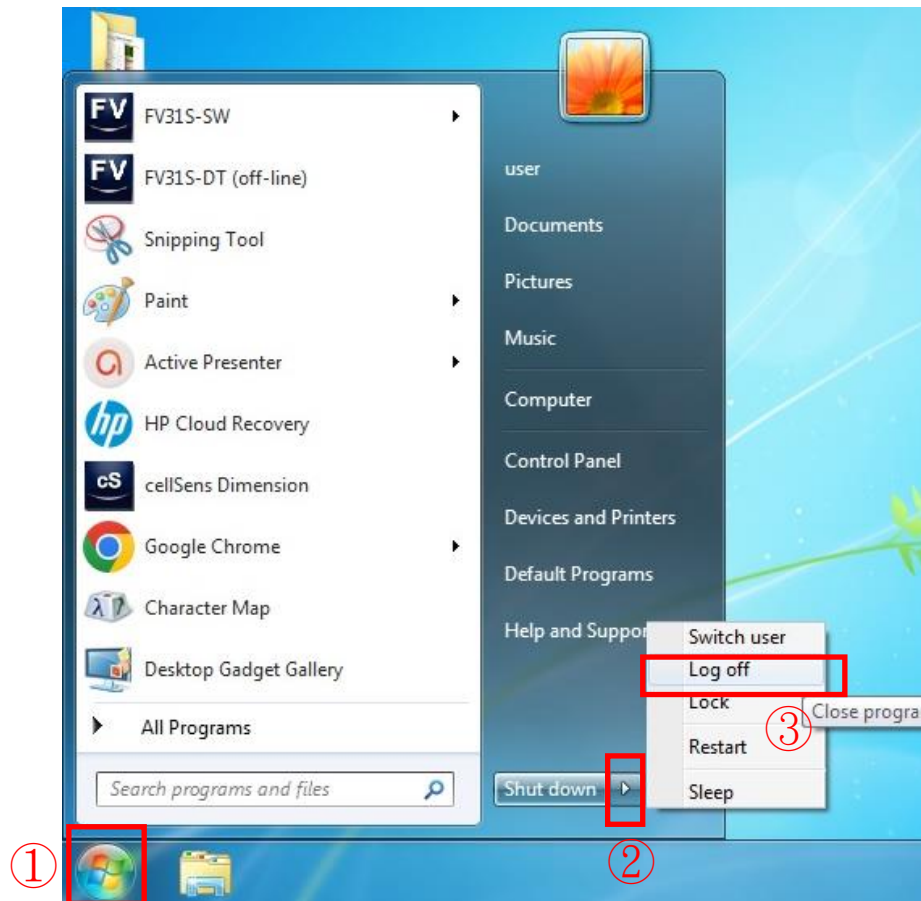 FV FV31S-SW
FV FV31S-DT (off-line)
Snipping Tool
Paint
Active Presenter
hp HP Cloud Recovery
cS cellSens Dimension
Google Chrome
Character Map
Desktop Gadget Gallery
All Programs
Search programs and files
user
Documents
Pictures
Music
Computer
Control Panel
Devices and Printers
Default Programs
Help and Suppor
Switch user
Log off
Lock
Close progra
③
Restart
Shut down
Sleep
①
②